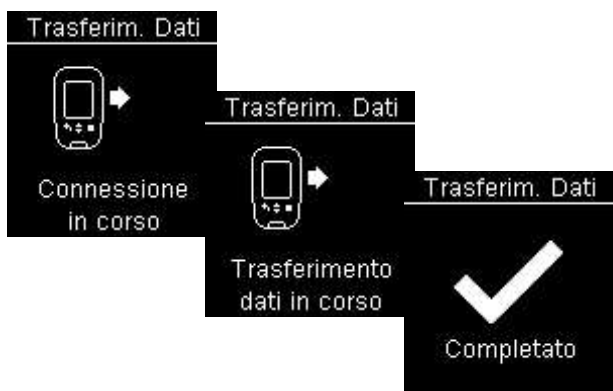 Trasferim. Dati
Connessione
in corso
Trasferim. Dati
Trasferimento
dati in corso
Trasferim. Dati
Completato